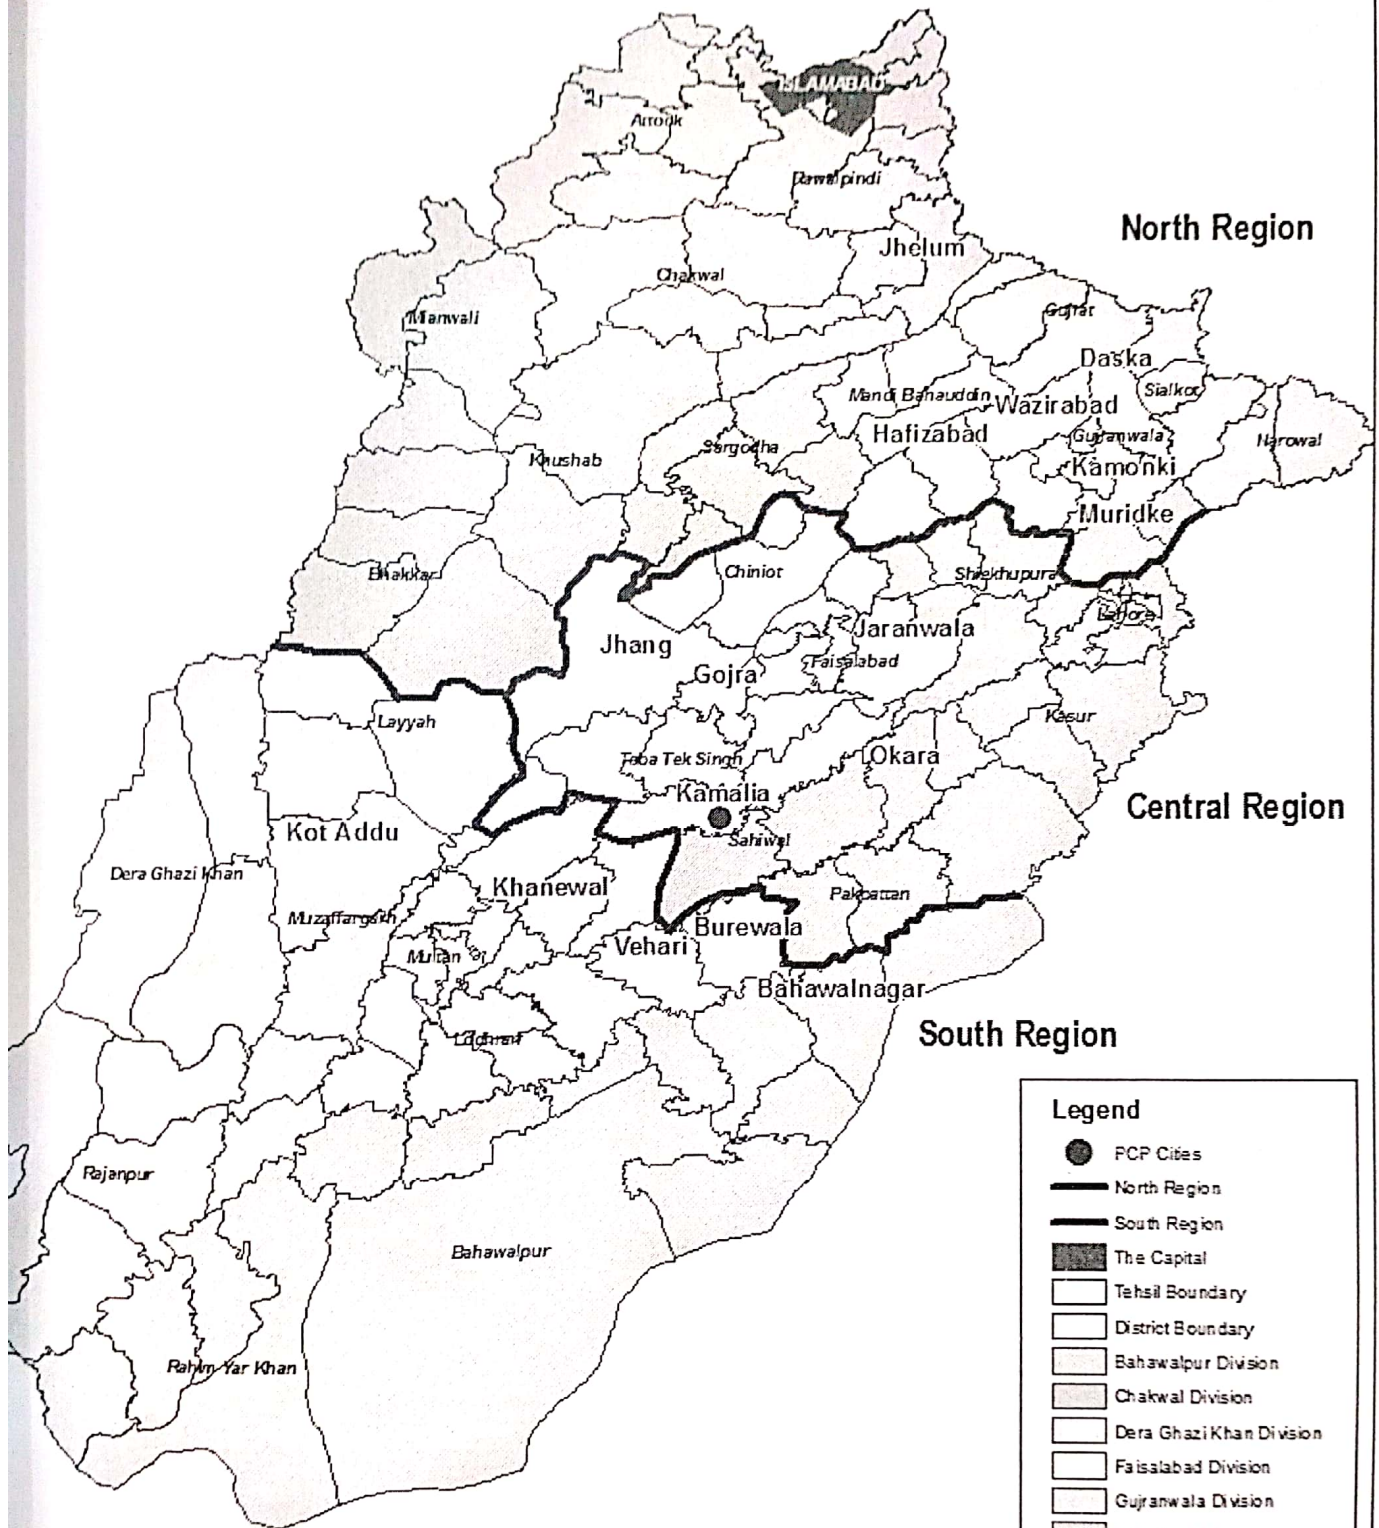 ISLAMABAD
Attock
Rawalpindi
North Region
Jhelum
Chakwal
Mianwali
Gujrat
Daska
Sialkot
Mandi Bahauddin
Wazirabad
Hafizabad
Gujranwala
Narowal
Sargodha
Khushab
Kamonki
Muridke
Bhakkar
Chiniot
Shiekhupura
Lahore
Jhang
Jaranwala
Faisalabad
Gojra
Layyah
Kasur
Toba Tek Singh
Okara
Kamalia
Central Region
Kot Addu
Sahiwal
Dera Ghazi Khan
Khanewal
Pakpattan
Muzaffargarh
Burewala
Vehari
Multan
Bahawalnagar
South Region
Lodhran
Legend
PCP Cities
North Region
South Region
The Capital
Tehsil Boundary
District Boundary
Bahawalpur Division
Chakwal Division
Dera Ghazi Khan Division
Faisalabad Division
Gujranwala Division
Rajanpur
Bahawalpur
Rahim Yar Khan